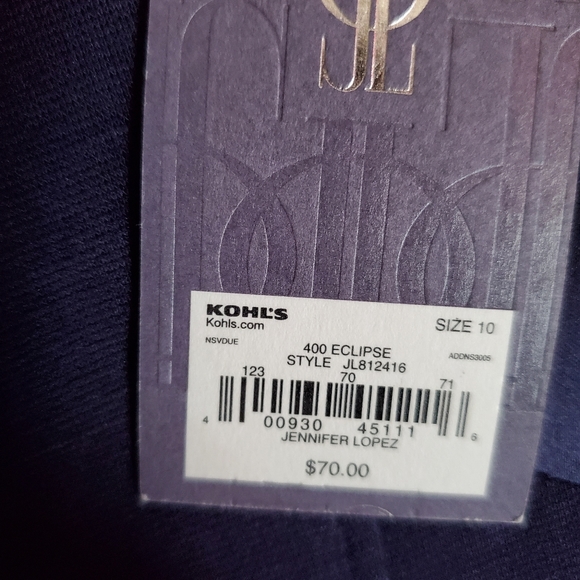 JL
KOHL'S
Kohls.com
SIZE 10
NSVDUE
400 ECLIPSE
ADDNS3005
STYLE JL812416
123 70 71
4 00930 45111 6
JENNIFER LOPEZ
$70.00